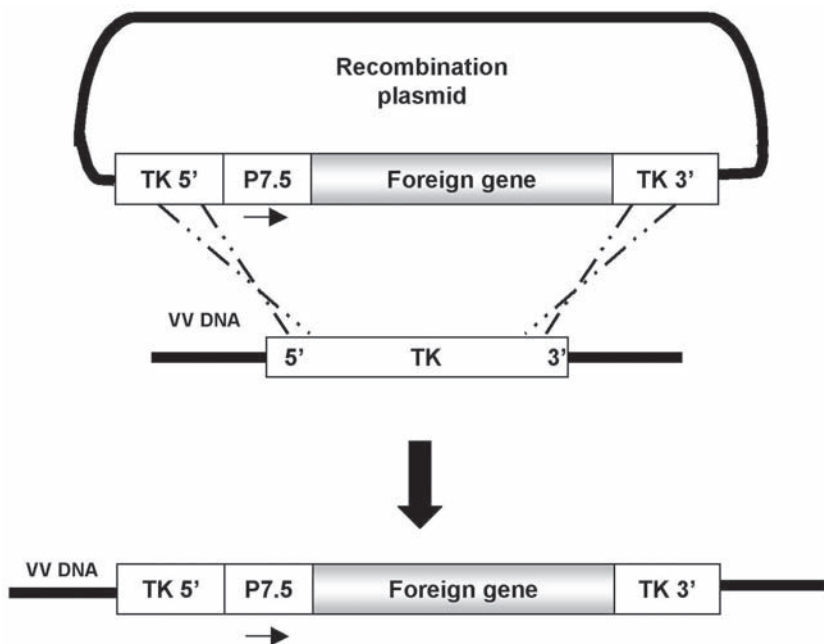 Recombination
plasmid
TK 5' P7.5 Foreign gene TK 3'
VV DNA
5' TK 3'
VV DNA
TK 5' P7.5 Foreign gene TK 3'